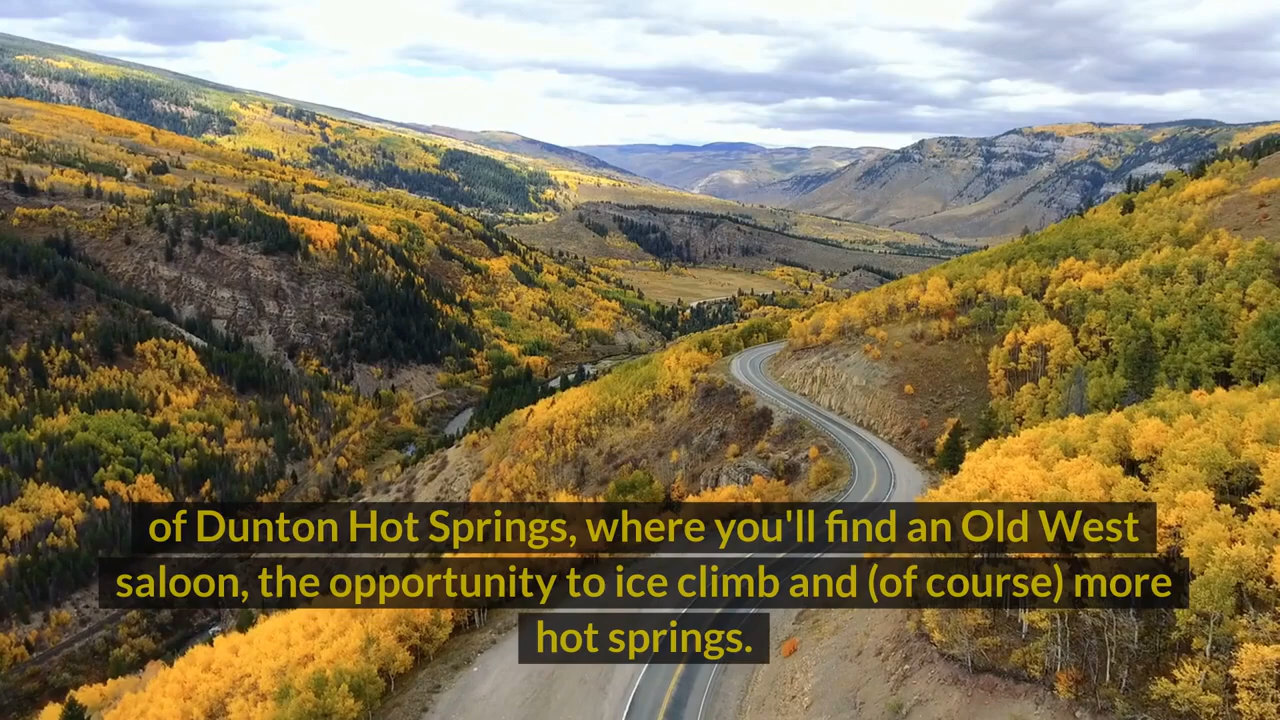 of Dunton Hot Springs, where you'll find an Old West
saloon, the opportunity to ice climb and (of course) more
hot springs.